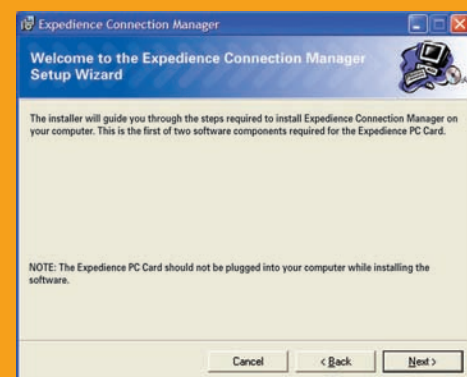 Expedience Connection Manager
Welcome to the Expedience Connection Manager
Setup Wizard
The installer will guide you through the steps required to install Expedience Connection Manager on
your computer. This is the first of two software components required for the Expedience PC Card.
NOTE: The Expedience PC Card should not be plugged into your computer while installing the
software.
Cancel
< Back
Next >